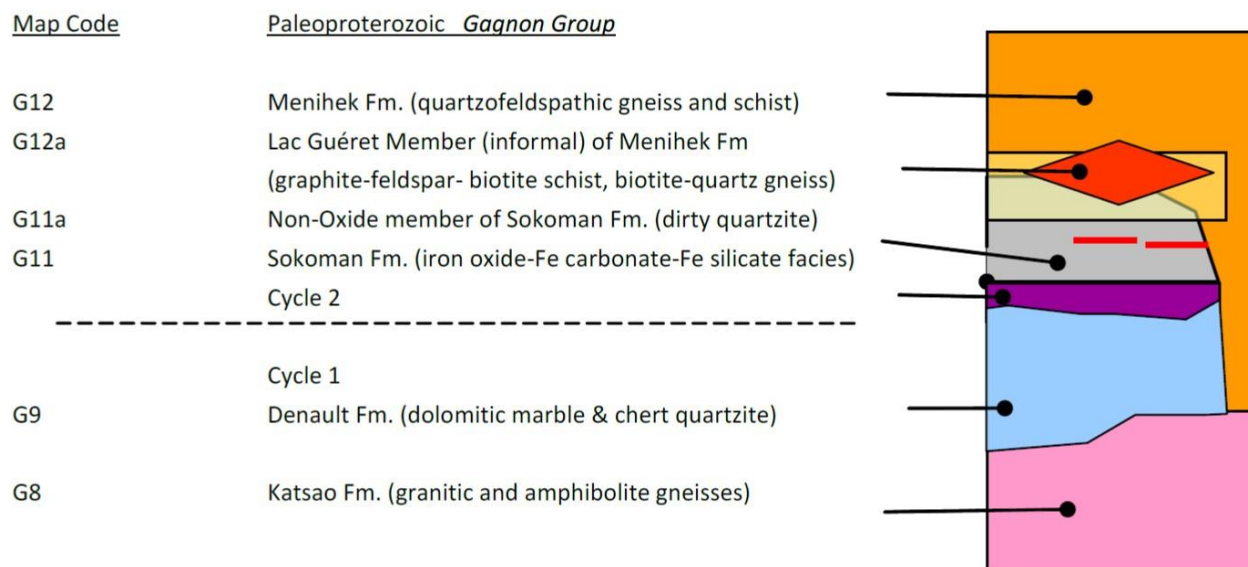 Map Code Paleoproterozoic Gagnon Group
G12 Menihek Fm. (quartzofeldspathic gneiss and schist)
G12a Lac Guéret Member (informal) of Menihek Fm
(graphite-feldspar- biotite schist, biotite-quartz gneiss)
G11a Non-Oxide member of Sokoman Fm. (dirty quartzite)
G11 Sokoman Fm. (iron oxide-Fe carbonate-Fe silicate facies)
Cycle 2
Cycle 1
G9 Denault Fm. (dolomitic marble & chert quartzite)
G8 Katsao Fm. (granitic and amphibolite gneisses)